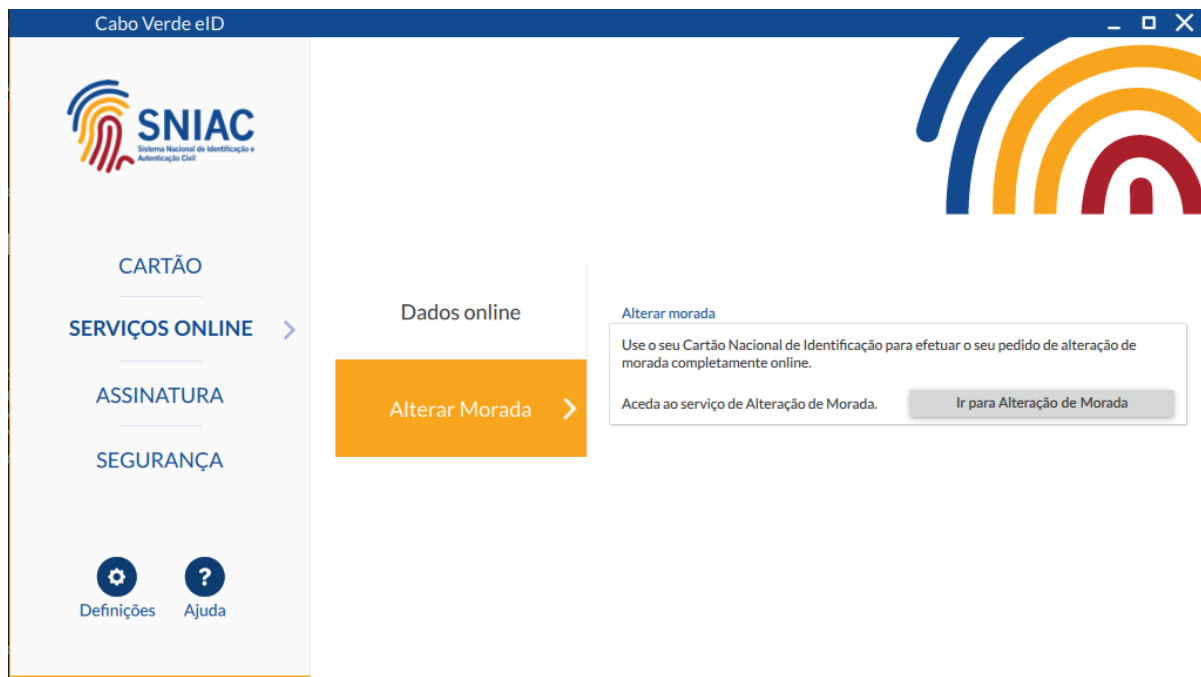 Cabo Verde eID
SNIAC
Sistema Nacional de Identificação e
Autenticação Civil
CARTÃO
SERVIÇOS ONLINE
ASSINATURA
SEGURANÇA
Definições
Ajuda
Dados online
Alterar Morada
Alterar morada
Use o seu Cartão Nacional de Identificação para efetuar o seu pedido de alteração de
morada completamente online.
Aceda ao serviço de Alteração de Morada.
Ir para Alteração de Morada